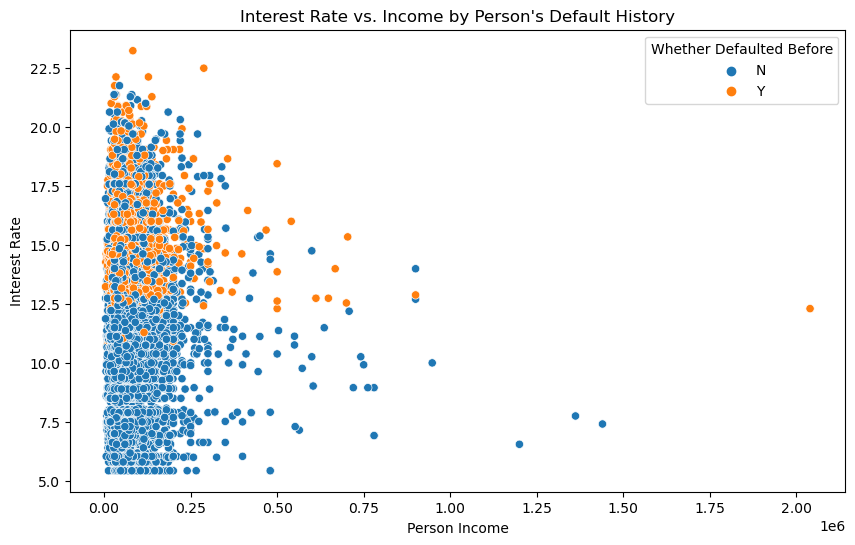 Interest Rate vs. Income by Person's Default History
Whether Defaulted Before
N
Y
Interest Rate
22.5
20.0
17.5
15.0
12.5
10.0
7.5
5.0
0.00 0.25 0.50 0.75 1.00 1.25 1.50 1.75 2.00
1e6
Person Income